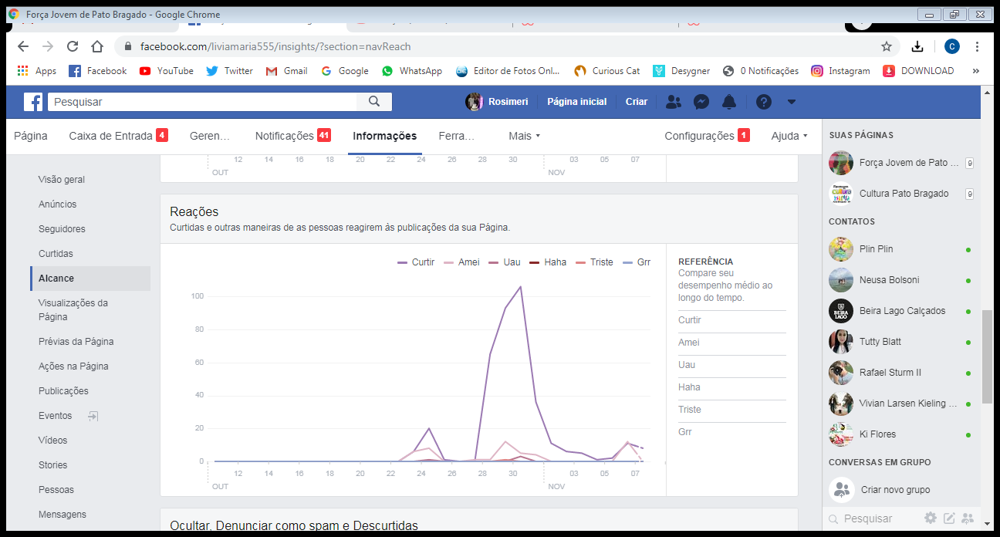 Força Jovem de Pato Bragado - Google Chrome
facebook.com/liviamaria555/insights/?section=navReach
C
Apps Facebook YouTube Twitter Gmail Google WhatsApp Editor de Fotos Onl... Curious Cat Desygner 0 Notificações Instagram DOWNLOAD »
Pesquisar Rosimeri Página inicial Criar
Página Caixa de Entrada 4 Geren... Notificações 41 Informações Ferra... Mais Configurações 1 Ajuda
12 14 16 18 20 22 24 26 28 30 03 05 07
OUT NOV
Visão geral
Anúncios
Seguidores
Curtidas
Alcance
Visualizações da
Página
Prévias da Página
Ações na Página
Publicações
Eventos
Vídeos
Stories
Pessoas
Mensagens
Reações
Curtidas e outras maneiras de as pessoas reagirem às publicações da sua Página.
Curtir Amei Uau Haha Triste Grr
100
80
60
40
20
0
12 14 16 18 20 22 24 26 28 30 03 05 07
OUT NOV
REFERÊNCIA
Compare seu
desempenho médio ao
longo do tempo.
Curtir
Amei
Uau
Haha
Triste
Grr
Ocultar, Denunciar como spam e Descurtidas
SUAS PÁGINAS
Força Jovem de Pato ... 9
Cultura Pato Bragado 9
CONTATOS
Plin Plin
Neusa Bolsoni
Beira Lago Calçados
Tutty Blatt
Rafael Sturm II
Vivian Larsen Kieling ...
Ki Flores
CONVERSAS EM GRUPO
Criar novo grupo
Pesquisar